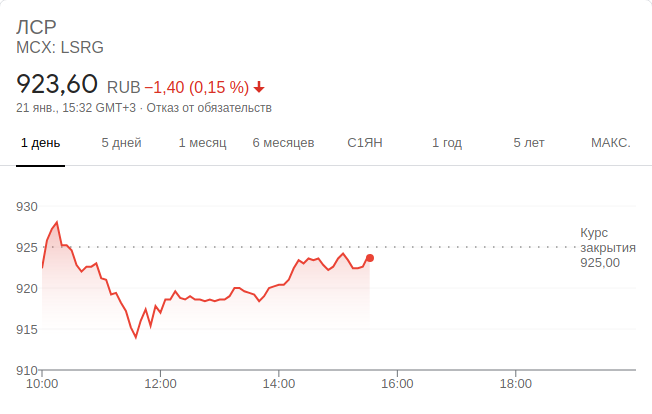 ЛСР
MCX: LSRG
923,60 RUB −1,40 (0,15 %)
21 янв., 15:32 GMT+3 · Отказ от обязательств
1 день 5 дней 1 месяц 6 месяцев С1ЯН 1 год 5 лет МАКС.
930
925
920
915
910
Курс
закрытия
925,00
10:00 12:00 14:00 16:00 18:00